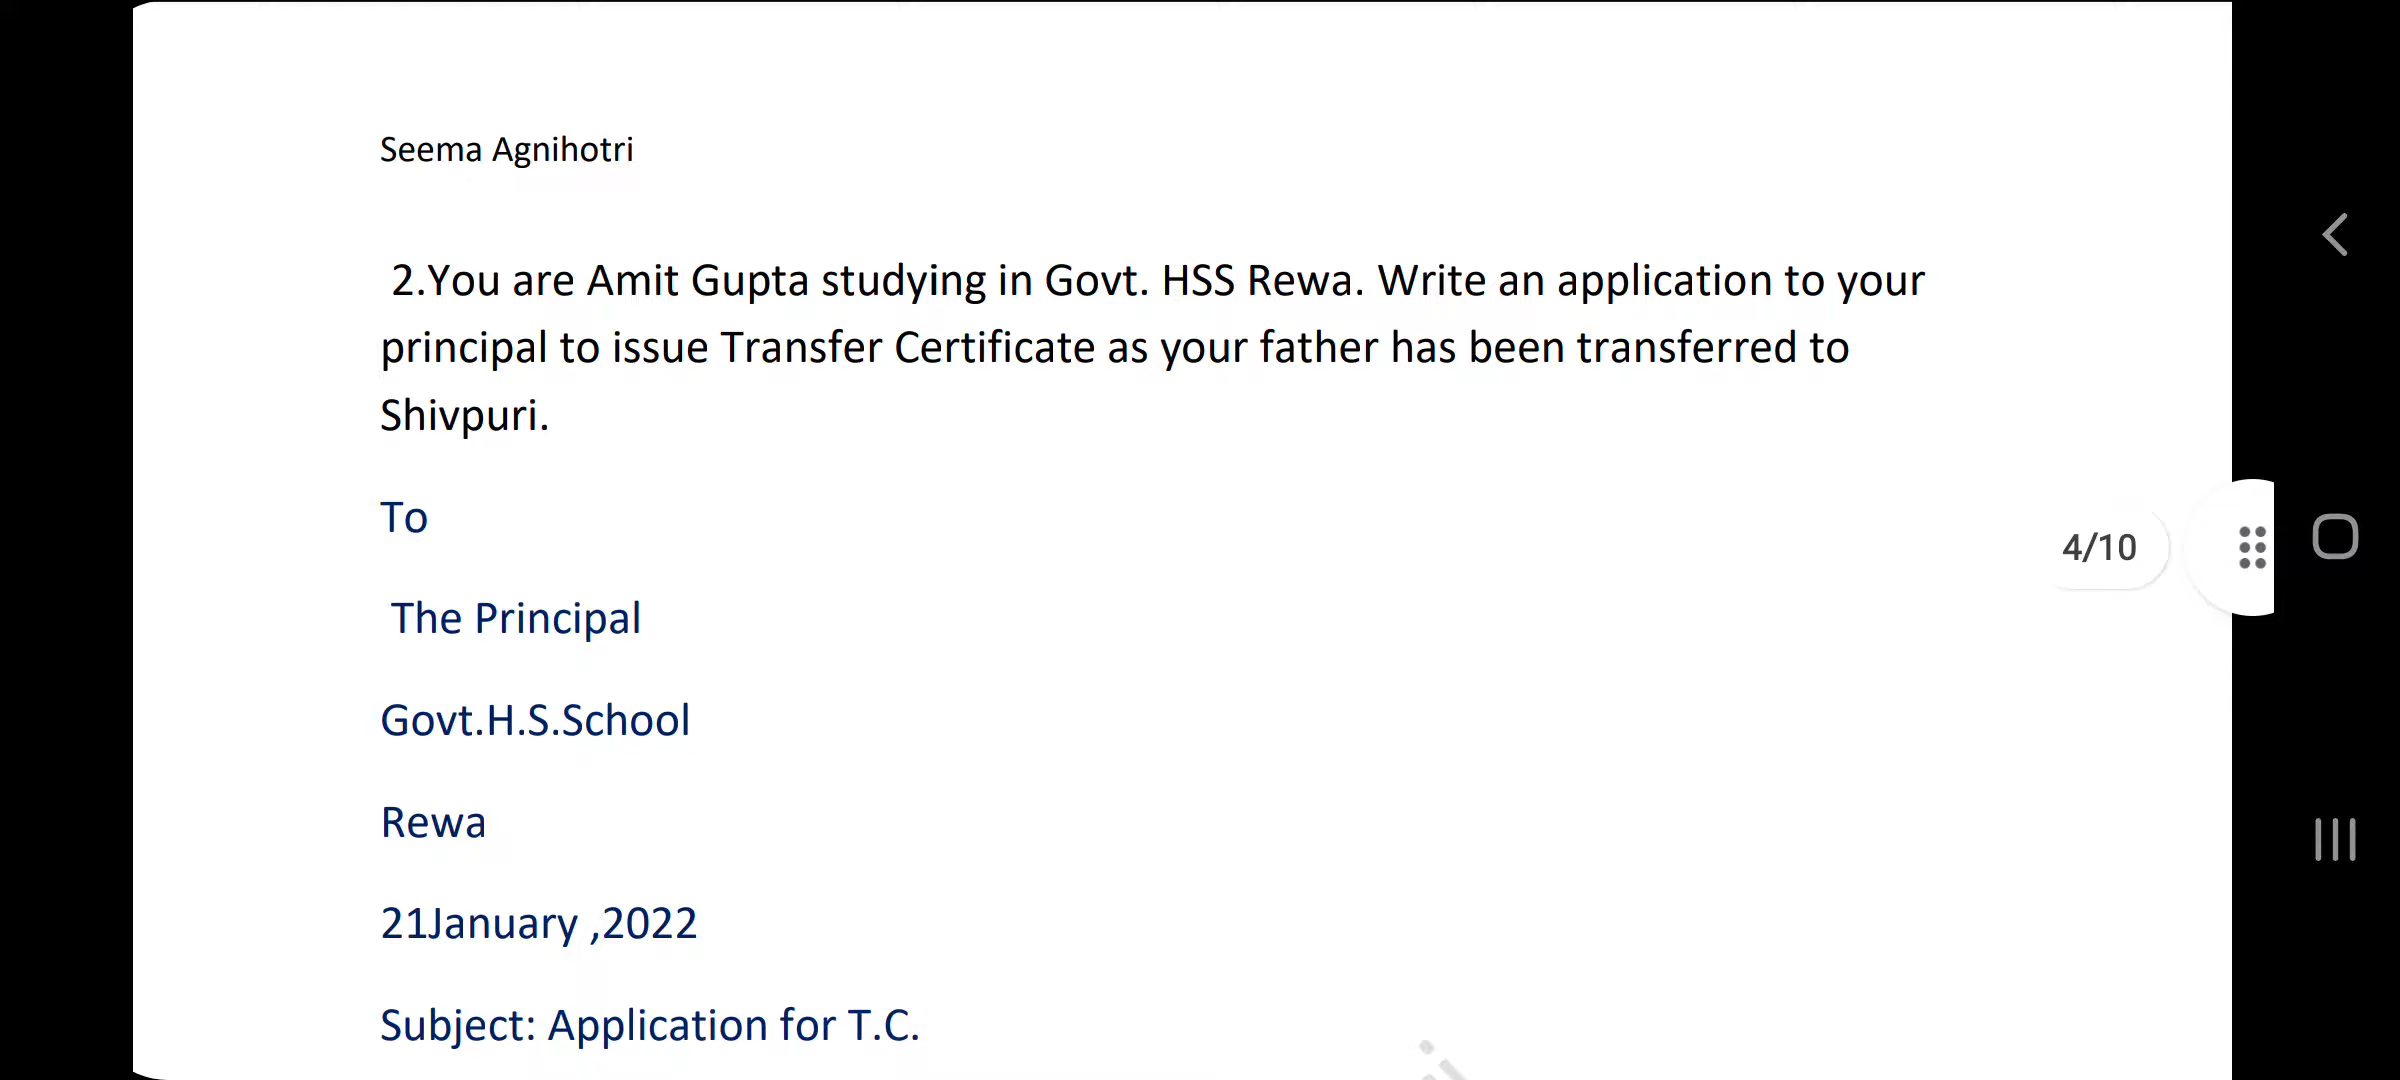 Seema Agnihotri
2.You are Amit Gupta studying in Govt. HSS Rewa. Write an application to your
principal to issue Transfer Certificate as your father has been transferred to
Shivpuri.
To
The Principal
4/10
Govt.H.S.School
Rewa
21January ,2022
Subject: Application for T.C.